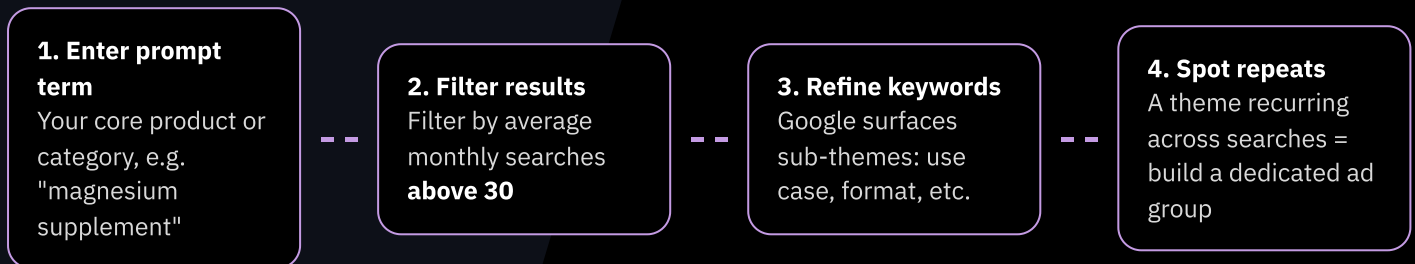 1. Enter prompt
term
Your core product or
category, e.g.
"magnesium
supplement"
2. Filter results
Filter by average
monthly searches
above 30
3. Refine keywords
Google surfaces
sub-themes: use
case, format, etc.
4. Spot repeats
A theme recurring
across searches =
build a dedicated ad
group